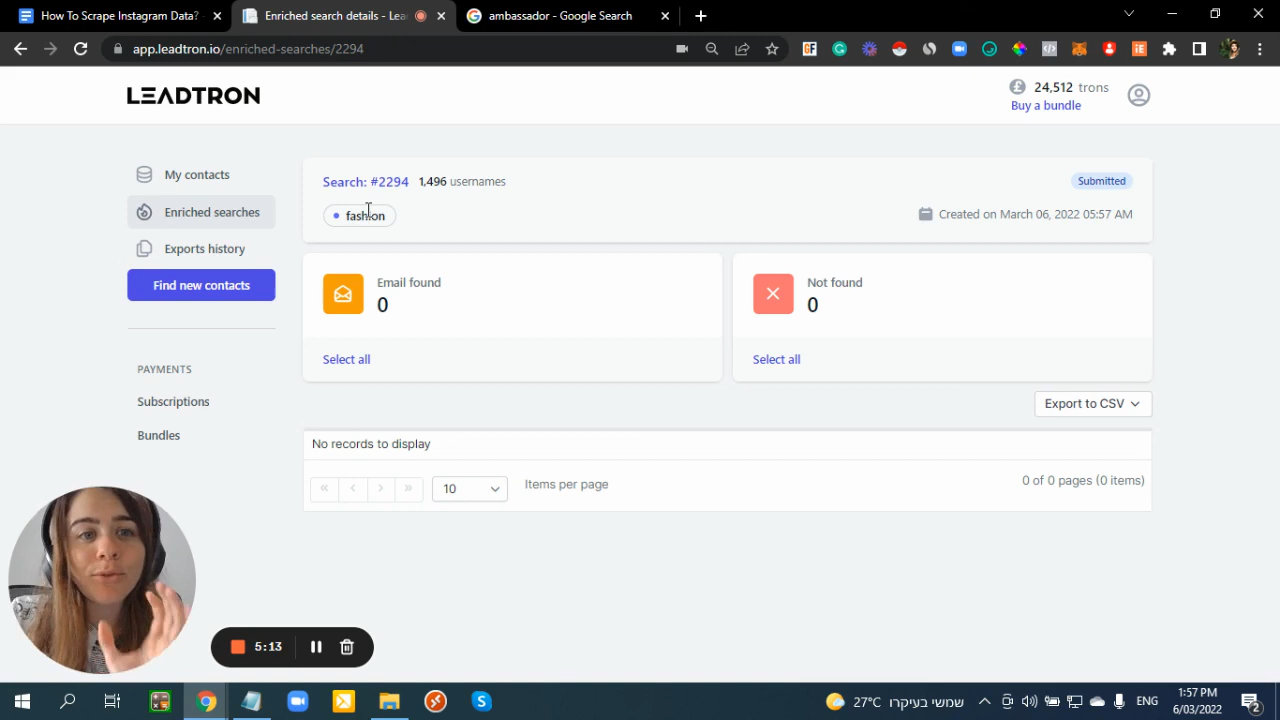 How To Scrape Instagram Data? -
Enriched search details - Lea
ambassador - Google Search
app.leadtron.io/enriched-searches/2294
LEADTRON
24,512 trons
Buy a bundle
My contacts
Enriched searches
Exports history
Find new contacts
PAYMENTS
Subscriptions
Bundles
Search: #2294 1,496 usernames
Submitted
fashion
Created on March 06, 2022 05:57 AM
Email found
0
Select all
Not found
0
Select all
Export to CSV
No records to display
10
Items per page
0 of 0 pages (0 items)
5:13
27°C שמשי בעיקרו
ENG
1:57 PM
6/03/2022
2